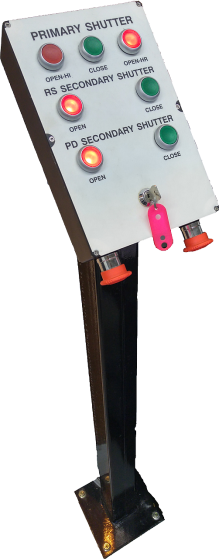 PRIMARY SHUTTER
OPEN-HI CLOSE OPEN-HR
RS SECONDARY SHUTTER
OPEN CLOSE
PD SECONDARY SHUTTER
OPEN CLOSE